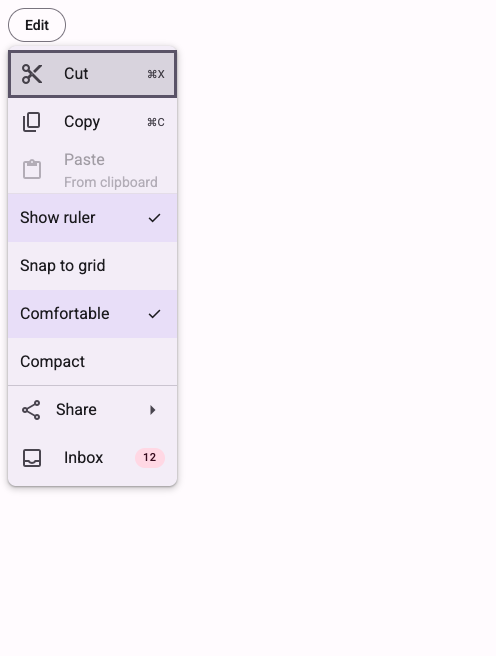 Edit
Cut ⌘X
Copy ⌘C
Paste
From clipboard
Show ruler
Snap to grid
Comfortable
Compact
Share
Inbox 12